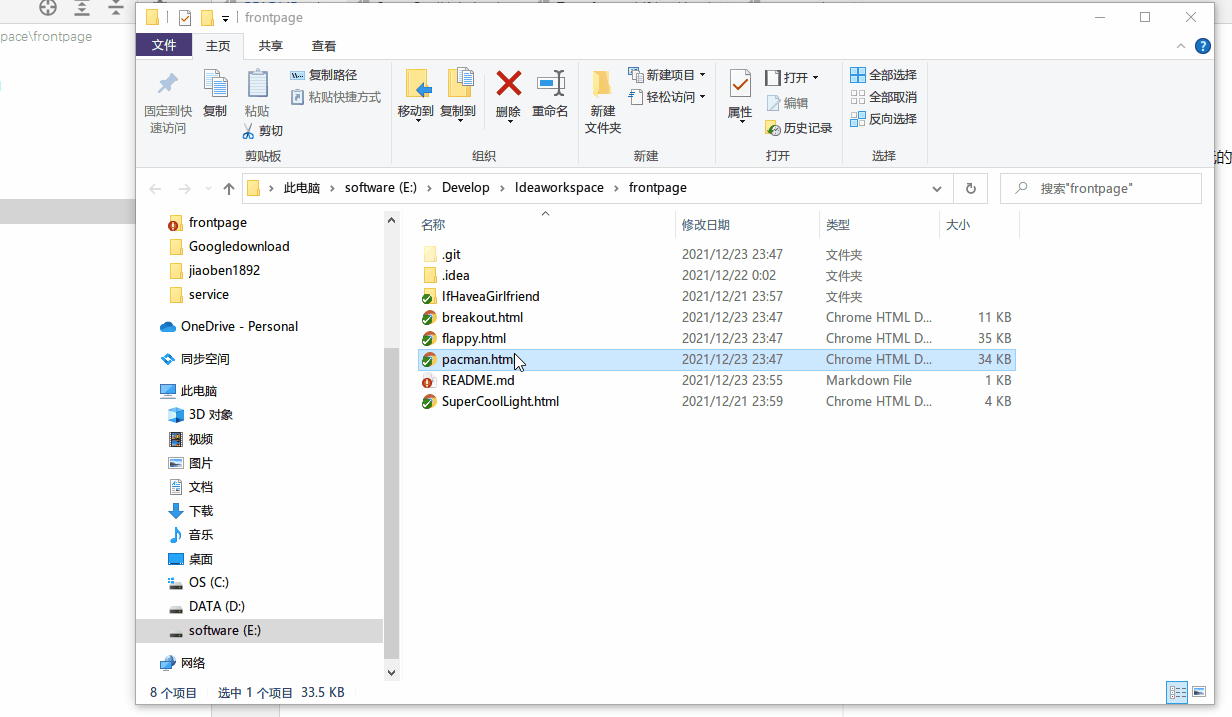 frontpage
pace\frontpage
文件 主页 共享 查看
固定到快速访问
复制
粘贴
复制路径
粘贴快捷方式
剪切
剪贴板
移动到
复制到
删除
重命名
组织
新建
文件夹
新建项目
轻松访问
新建
属性
打开
编辑
历史记录
打开
全部选择
全部取消
反向选择
选择
的
此电脑 software (E:) Develop Ideaworkspace frontpage
搜索"frontpage"
frontpage
Googledownload
jiaoben1892
service
OneDrive - Personal
同步空间
此电脑
3D 对象
视频
图片
文档
下载
音乐
桌面
OS (C:)
DATA (D:)
software (E:)
网络
名称 修改日期 类型 大小
.git 2021/12/23 23:47 文件夹
.idea 2021/12/22 0:02 文件夹
IfHaveaGirlfriend 2021/12/21 23:57 文件夹
breakout.html 2021/12/23 23:47 Chrome HTML D... 11 KB
flappy.html 2021/12/23 23:47 Chrome HTML D... 35 KB
pacman.html 2021/12/23 23:47 Chrome HTML D... 34 KB
README.md 2021/12/23 23:55 Markdown File 1 KB
SuperCoolLight.html 2021/12/21 23:59 Chrome HTML D... 4 KB
8 个项目 选中 1 个项目 33.5 KB